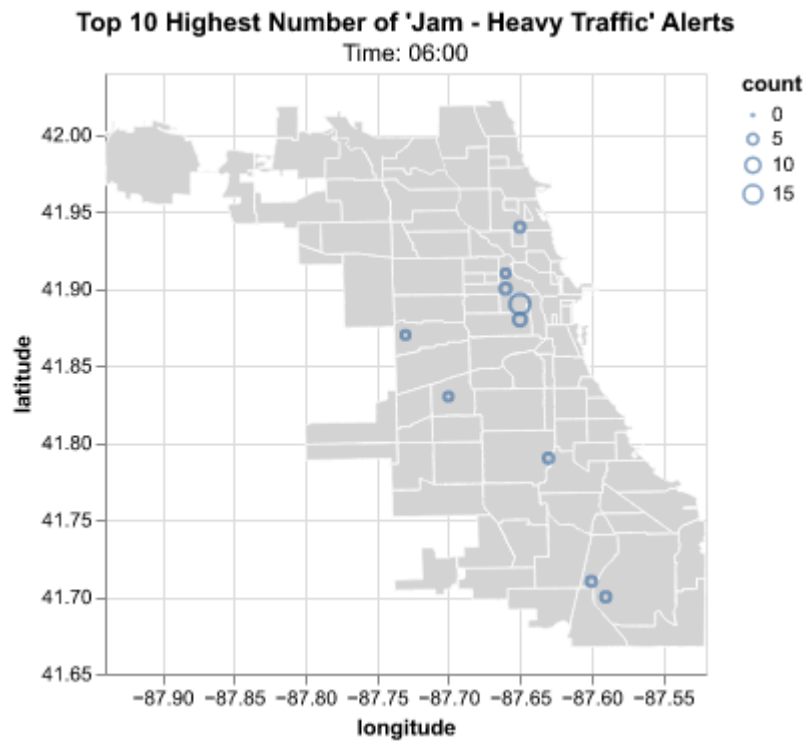 Top 10 Highest Number of 'Jam - Heavy Traffic' Alerts
Time: 06:00
count
0
5
10
15
latitude
42.00
41.95
41.90
41.85
41.80
41.75
41.70
41.65
−87.90 −87.85 −87.80 −87.75 −87.70 −87.65 −87.60 −87.55
longitude